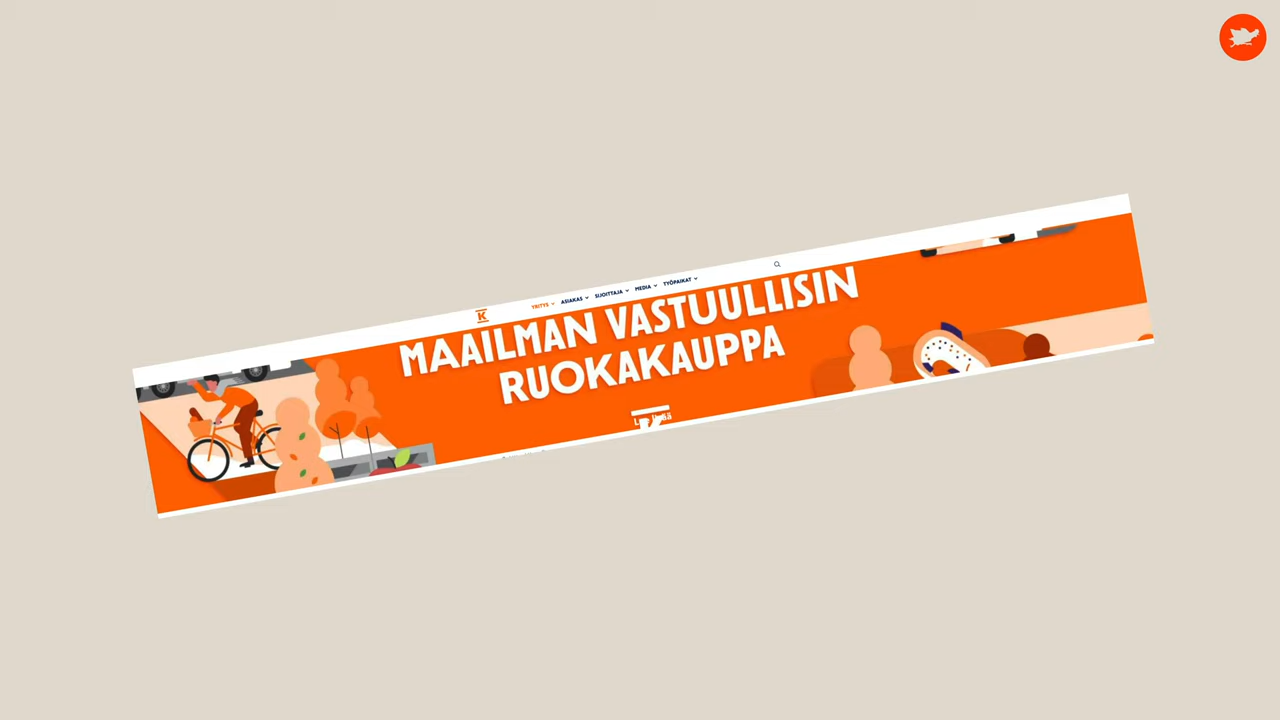 K
YRITYS
ASIAKAS
SIJOITTAJA
MEDIA
TYÖPAIKAT
MAAILMAN VASTUULLISIN
RUOKAKAUPPA